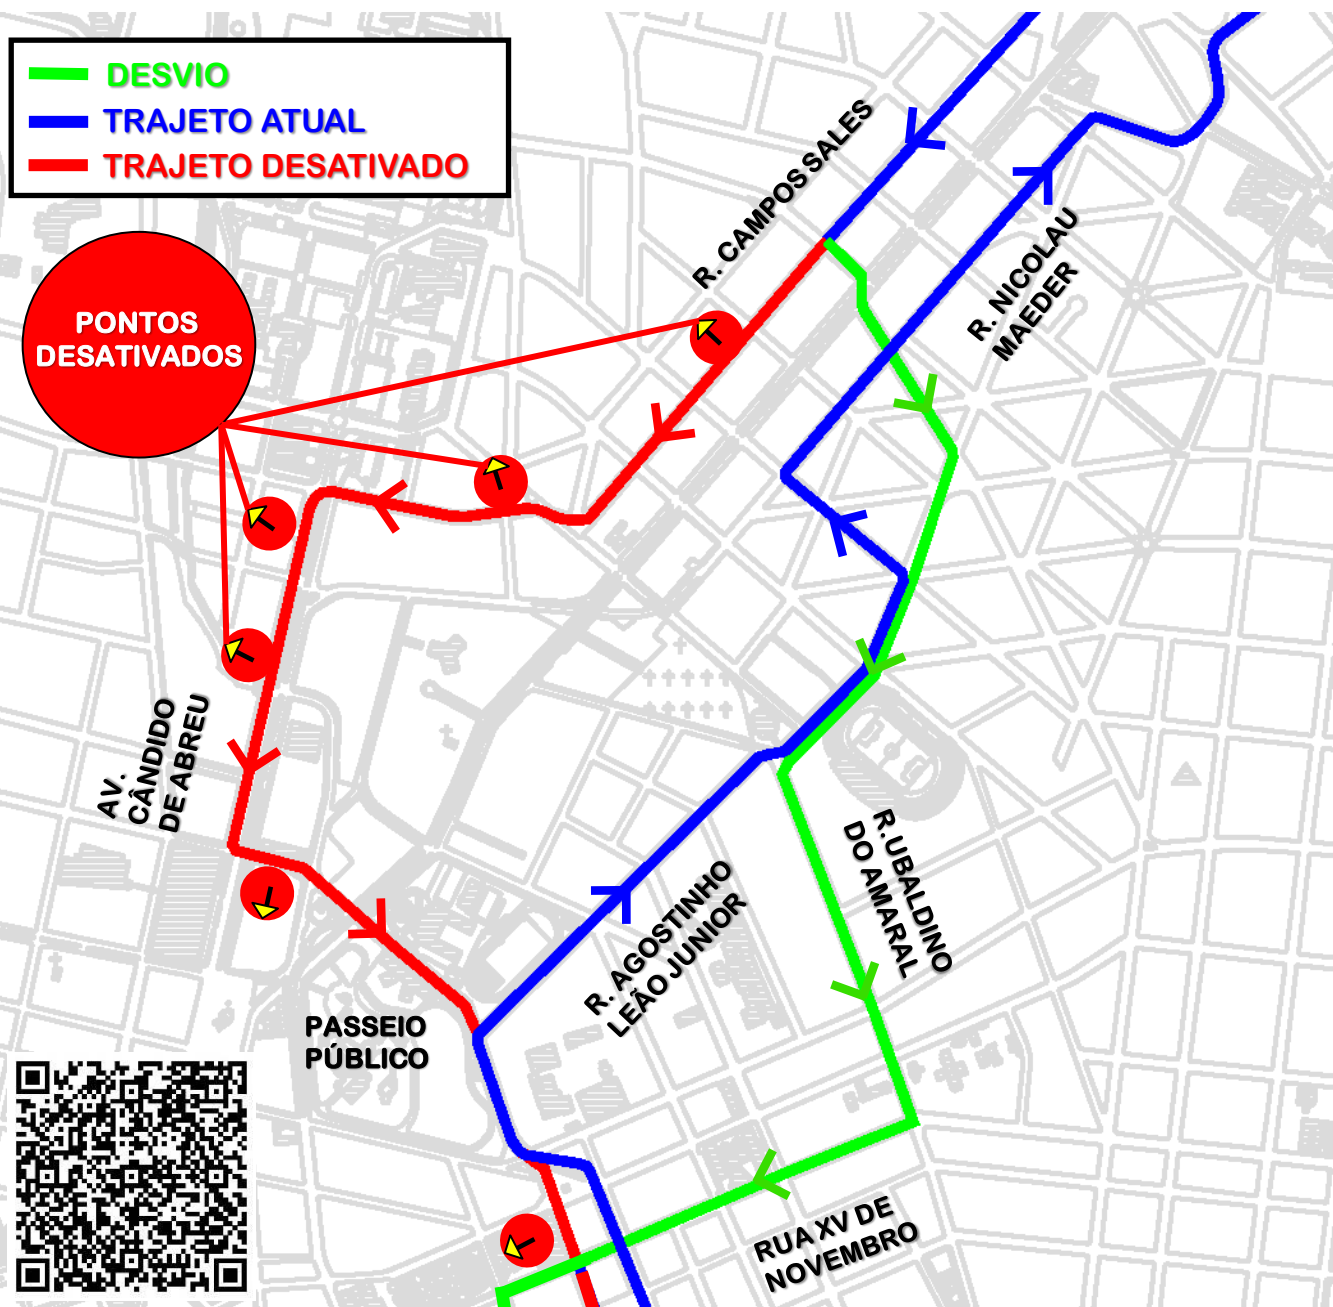 DESVIO
TRAJETO ATUAL
TRAJETO DESATIVADO
R. CAMPOS SALES
PONTOS
DESATIVADOS
R. NICOLAU
MAEDER
AV.
CÂNDIDO
DE ABREU
R.UBALDINO
DO AMARAL
R. AGOSTINHO
LEÃO JUNIOR
PASSEIO
PÚBLICO
RUA XV DE
NOVEMBRO